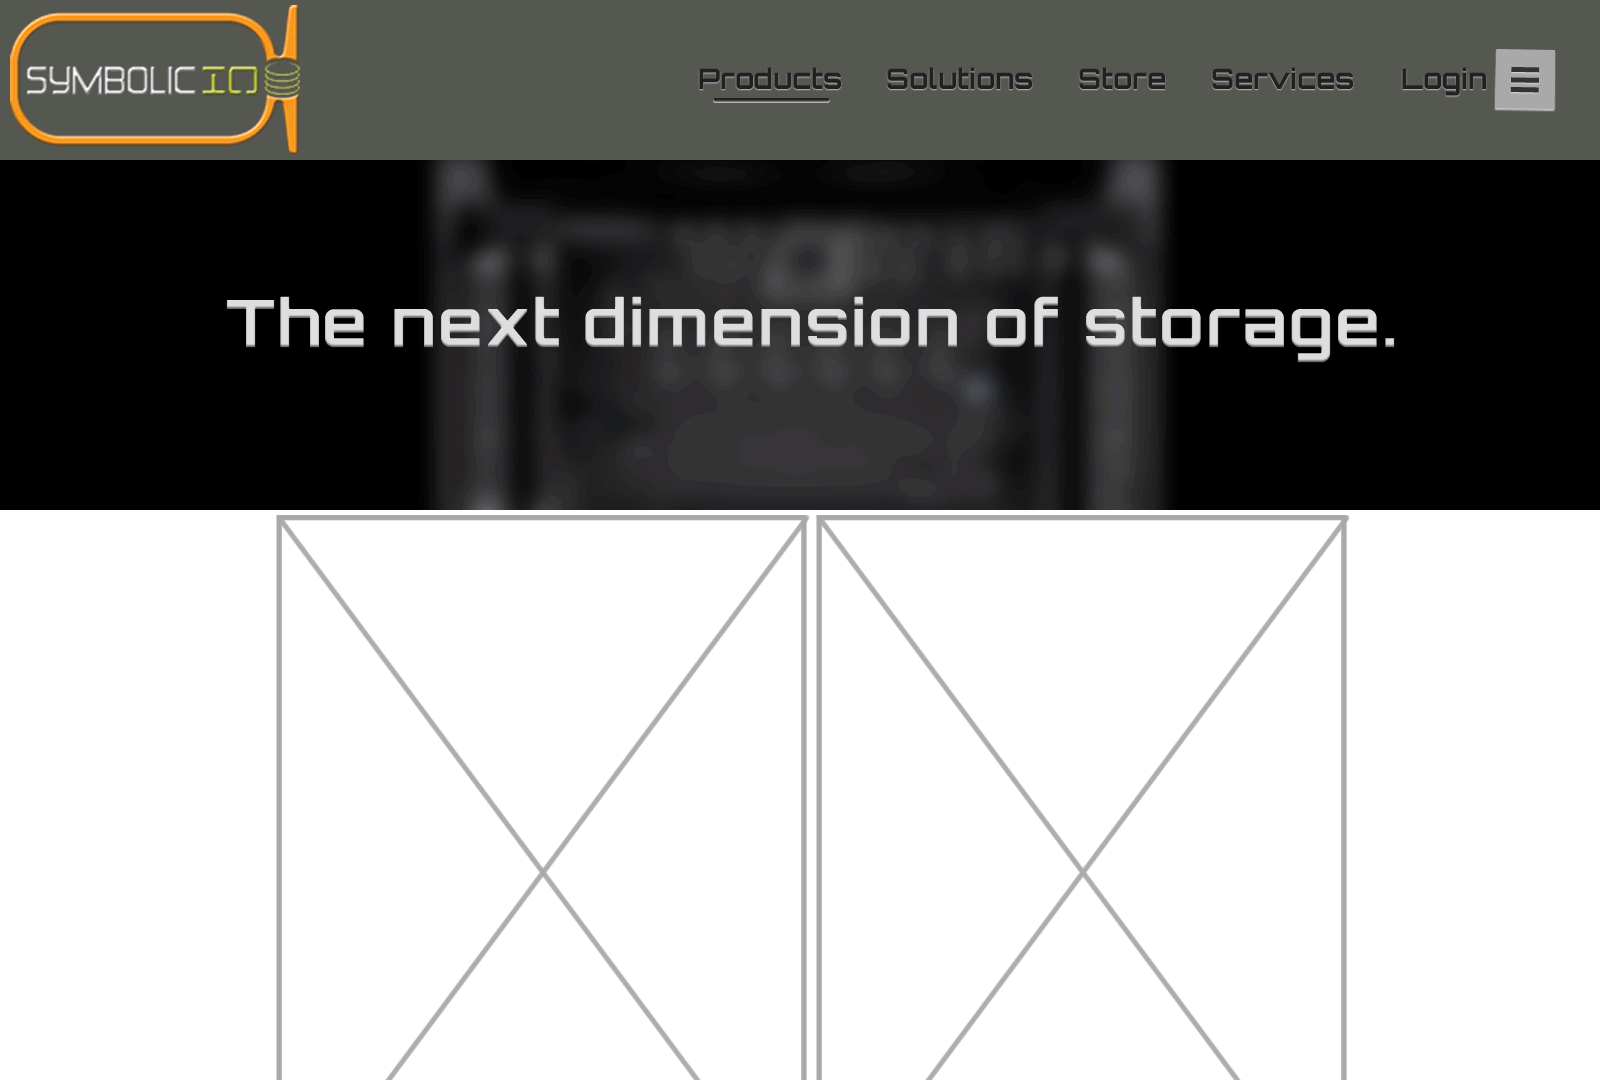 SYMBOLIC IO
Products Solutions Store Services Login
The next dimension of storage.